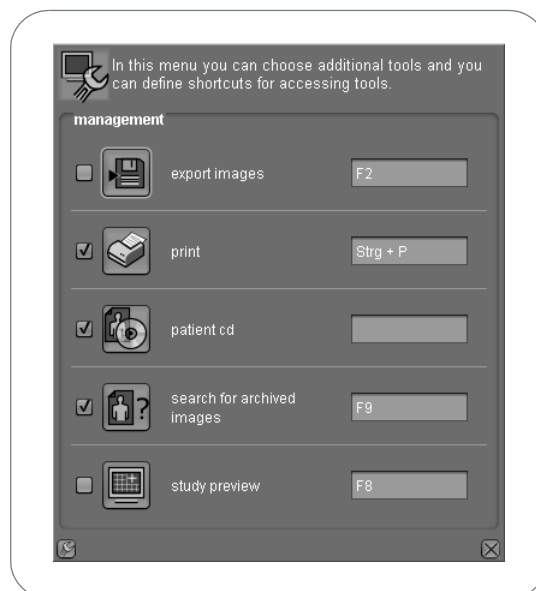 In this menu you can choose additional tools and you
can define shortcuts for accessing tools.
management
export images F2
print Strg + P
patient cd
search for archived
images F9
study preview F8